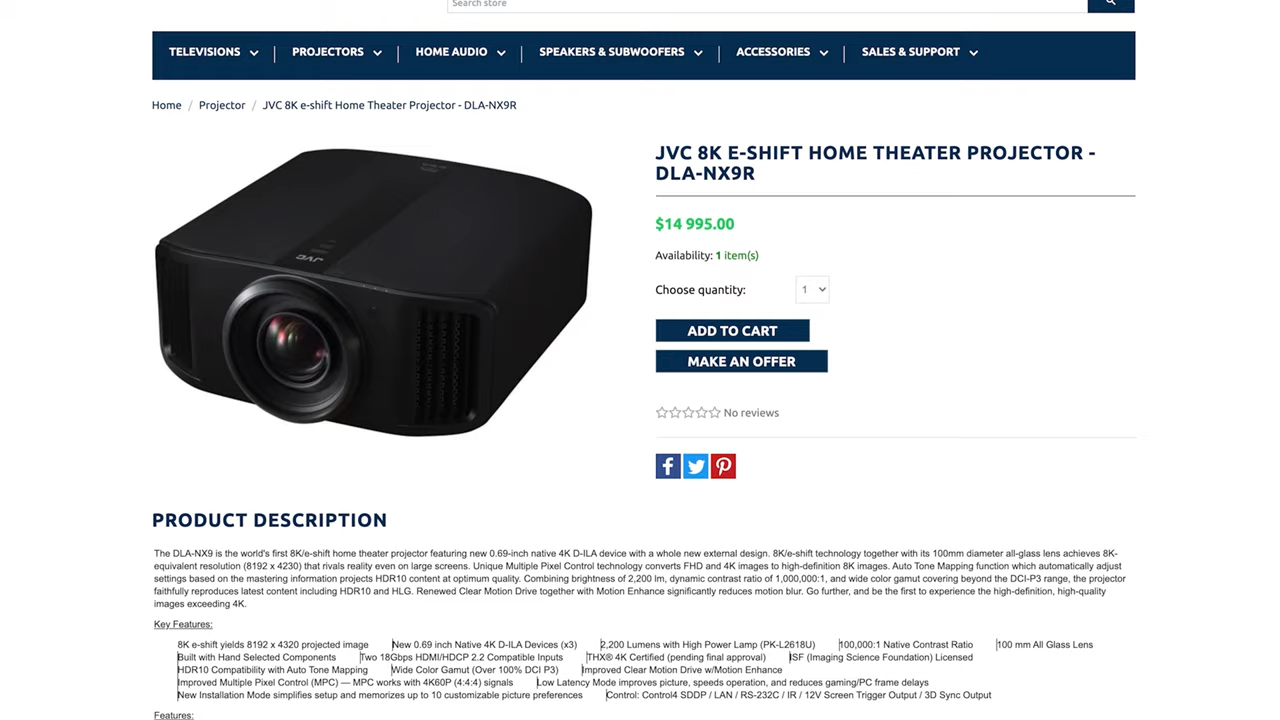 Search store
TELEVISIONS PROJECTORS HOME AUDIO SPEAKERS & SUBWOOFERS ACCESSORIES SALES & SUPPORT
Home / Projector / JVC 8K e-shift Home Theater Projector - DLA-NX9R
JVC 8K E-SHIFT HOME THEATER PROJECTOR -
DLA-NX9R
$14 995.00
Availability: 1 item(s)
Choose quantity: 1
ADD TO CART
MAKE AN OFFER
No reviews
JVC
PRODUCT DESCRIPTION
The DLA-NX9 is the world's first 8K/e-shift home theater projector featuring new 0.69-inch native 4K D-ILA device with a whole new external design. 8K/e-shift technology together with its 100mm diameter all-glass lens achieves 8K-
equivalent resolution (8192 x 4230) that rivals reality even on large screens. Unique Multiple Pixel Control technology converts FHD and 4K images to high-definition 8K images. Auto Tone Mapping function which automatically adjust
settings based on the mastering information projects HDR10 content at optimum quality. Combining brightness of 2,200 lm, dynamic contrast ratio of 1,000,000:1, and wide color gamut covering beyond the DCI-P3 range, the projector
faithfully reproduces latest content including HDR10 and HLG. Renewed Clear Motion Drive together with Motion Enhance significantly reduces motion blur. Go further, and be the first to experience the high-definition, high-quality
images exceeding 4K.
Key Features:
8K e-shift yields 8192 x 4320 projected image New 0.69 inch Native 4K D-ILA Devices (x3) 2,200 Lumens with High Power Lamp (PK-L2618U) 100,000:1 Native Contrast Ratio 100 mm All Glass Lens
Built with Hand Selected Components Two 18Gbps HDMI/HDCP 2.2 Compatible Inputs THX® 4K Certified (pending final approval) ISF (Imaging Science Foundation) Licensed
HDR10 Compatibility with Auto Tone Mapping Wide Color Gamut (Over 100% DCI P3) Improved Clear Motion Drive w/Motion Enhance
Improved Multiple Pixel Control (MPC) — MPC works with 4K60P (4:4:4) signals Low Latency Mode improves picture, speeds operation, and reduces gaming/PC frame delays
New Installation Mode simplifies setup and memorizes up to 10 customizable picture preferences Control: Control4 SDDP / LAN / RS-232C / IR / 12V Screen Trigger Output / 3D Sync Output
Features: